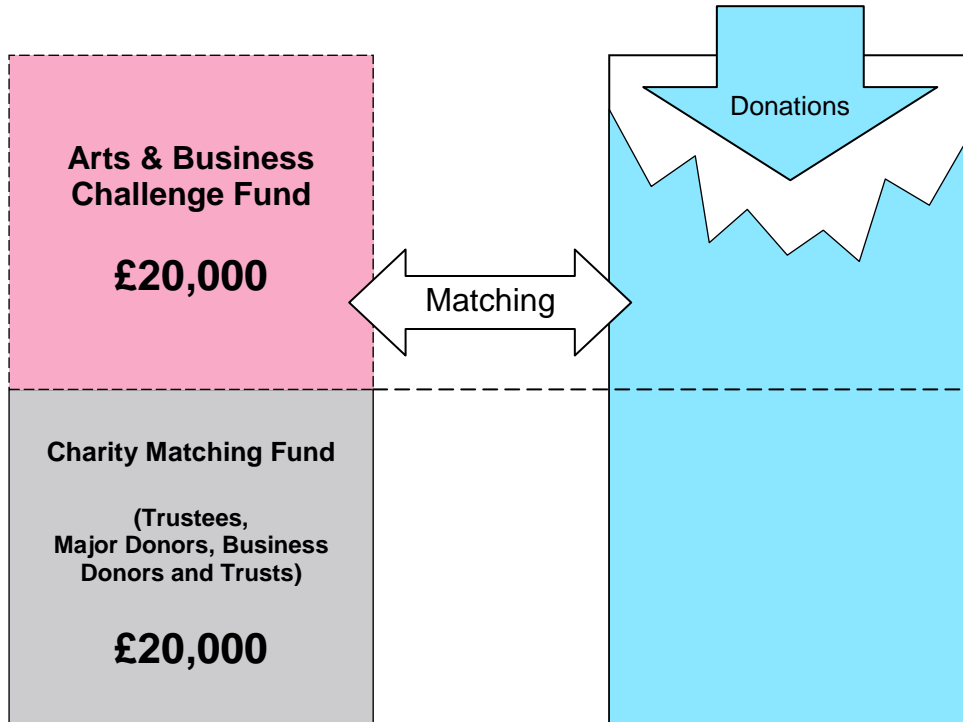 Arts & Business
Challenge Fund
£20,000
Charity Matching Fund
(Trustees,
Major Donors, Business
Donors and Trusts)
£20,000
Matching
Donations